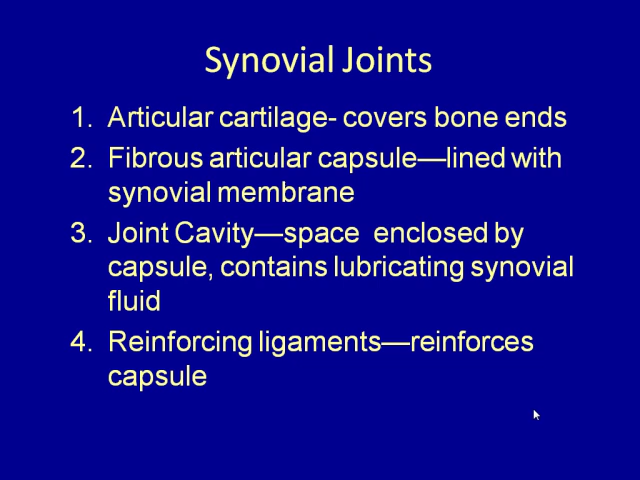 Synovial Joints
1. Articular cartilage- covers bone ends
2. Fibrous articular capsule—lined with
synovial membrane
3. Joint Cavity—space  enclosed by
capsule, contains lubricating synovial
fluid
4. Reinforcing ligaments—reinforces
capsule